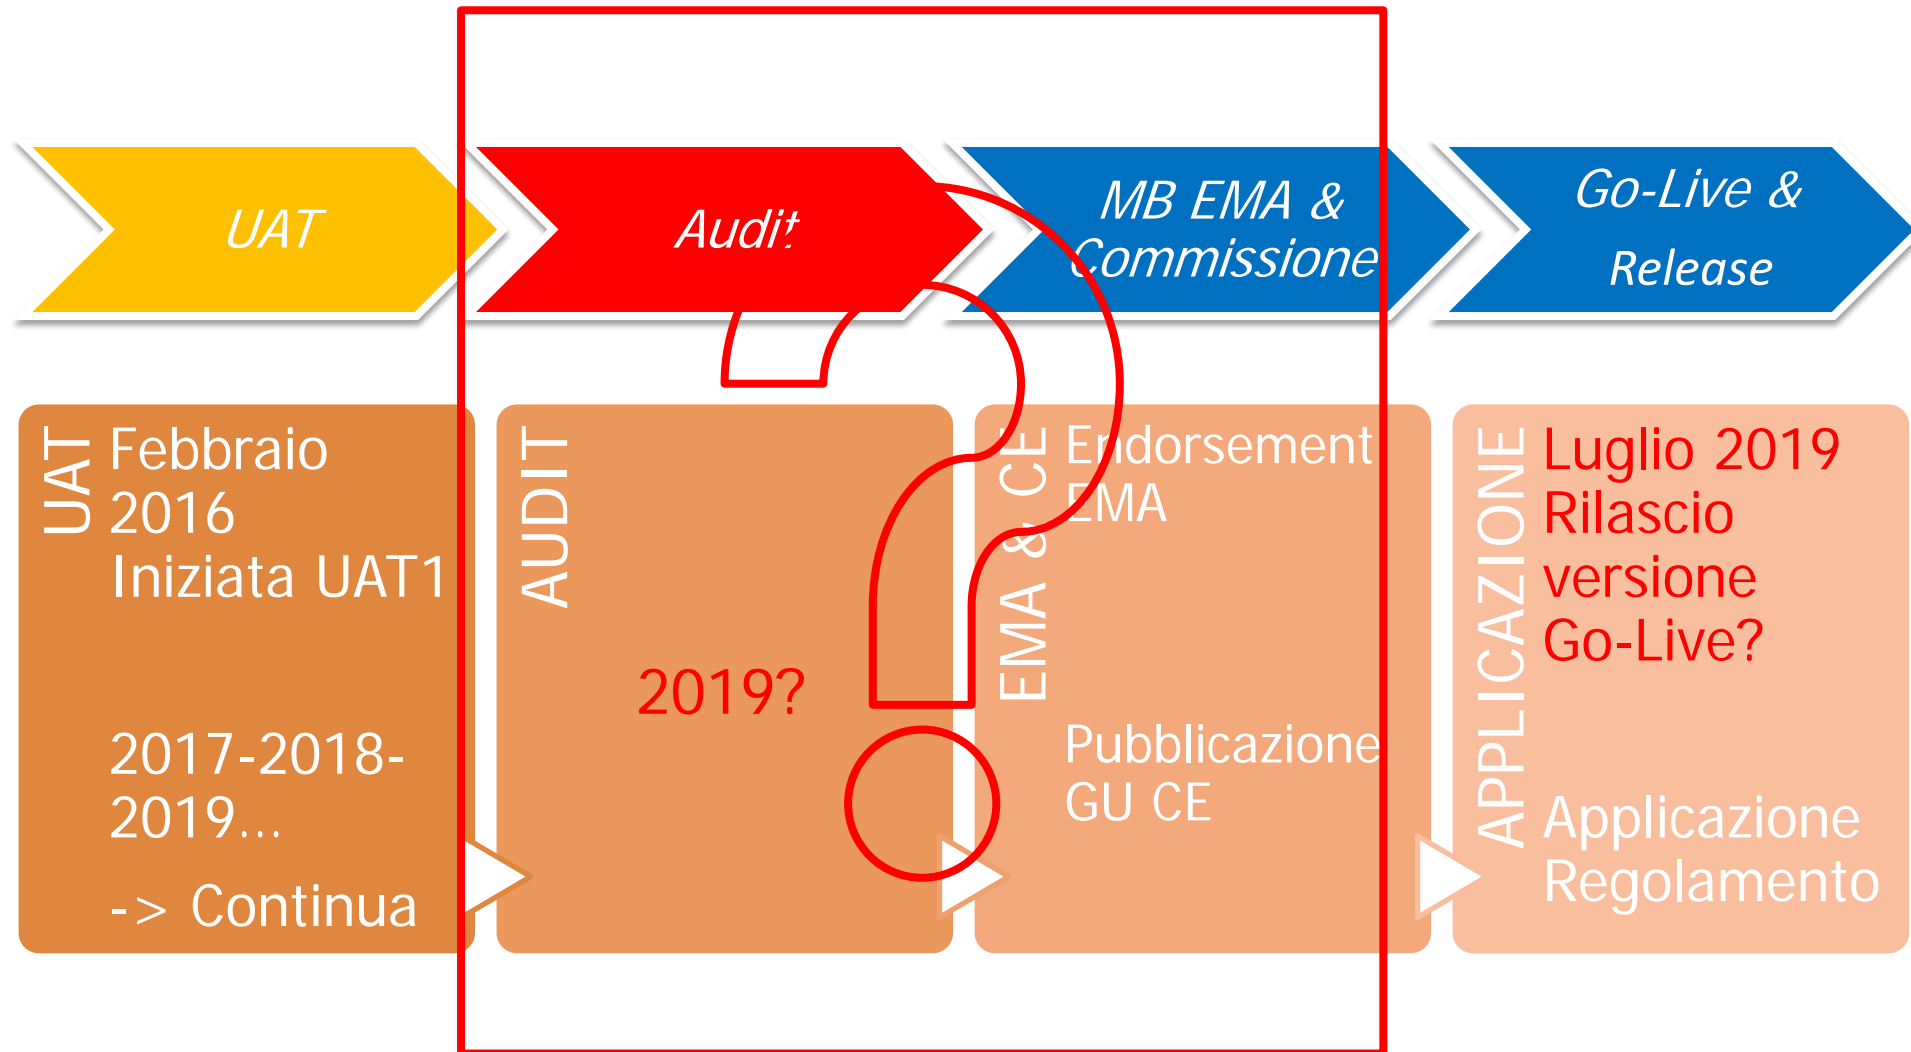 UAT
Audit
MB EMA &
Commissione
Go-Live &
Release
UAT
Febbraio
2016
Iniziata UAT1
2017-2018-
2019...
-> Continua
AUDIT
2019?
EMA & CE
Endorsement
EMA
Pubblicazione
GU CE
APPLICAZIONE
Luglio 2019
Rilascio
versione
Go-Live?
Applicazione
Regolamento